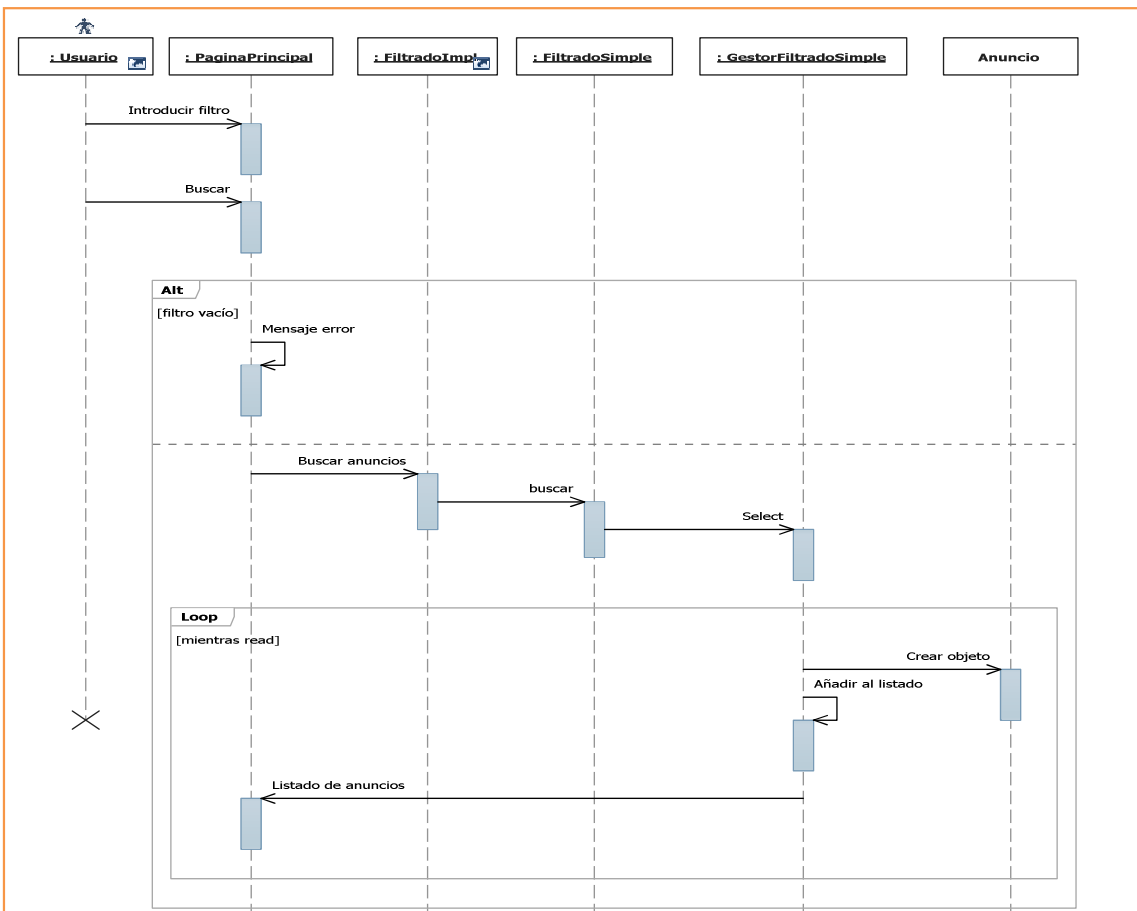 : Usuario
: PaginaPrincipal
: FiltradoImpl
: FiltradoSimple
: GestorFiltradoSimple
Anuncio
Introducir filtro
Buscar
Alt
[filtro vacío]
Mensaje error
Buscar anuncios
buscar
Select
Loop
[mientras read]
Crear objeto
Añadir al listado
Listado de anuncios